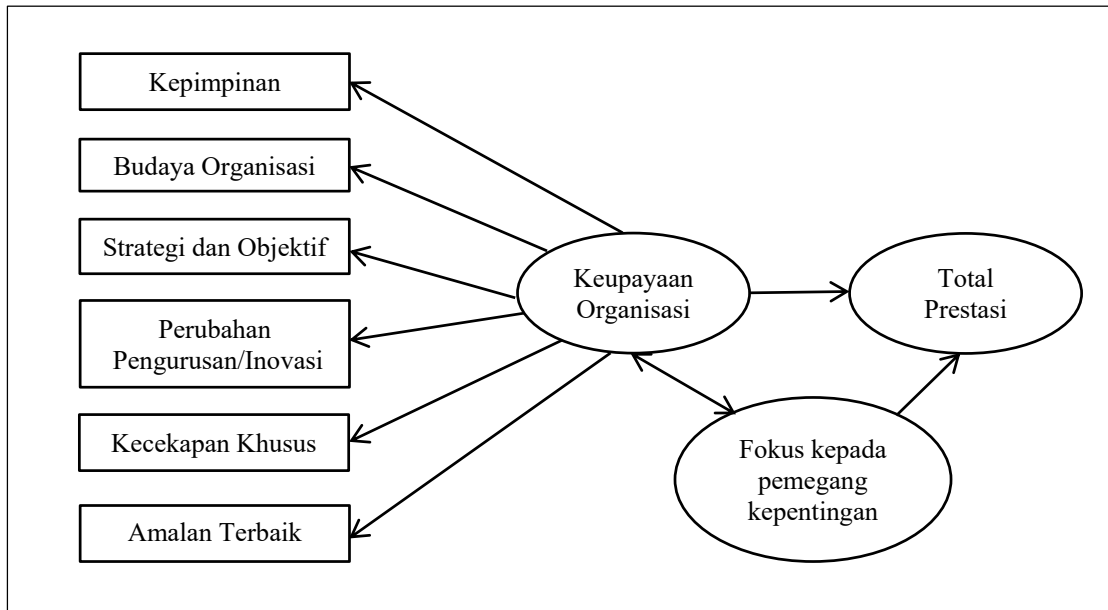 Kepimpinan
Budaya Organisasi
Strategi dan Objektif
Perubahan
Pengurusan/Inovasi
Kecekapan Khusus
Amalan Terbaik
Keupayaan
Organisasi
Total
Prestasi
Fokus kepada
pemegang
kepentingan